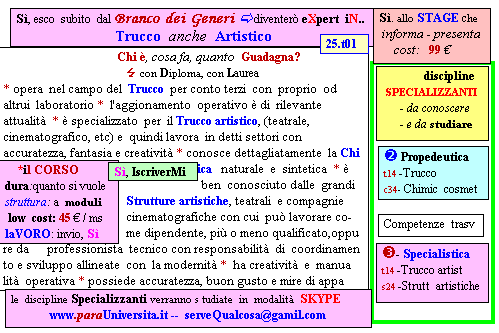 Sì, esco subito dal Branco dei Generi ➪ diventerò eXpert iN..
Trucco anche Artistico
25.t01
Sì. allo STAGE che
informa - presenta
cost: 99 €
Chi è, cosa fa, quanto Guadagna?
con Diploma, con Laurea
* opera nel campo del Trucco per conto terzi con proprio od
altrui laboratorio * l'aggionamento operativo è di rilevante
attualità * è specializzato per il Trucco artistico, (teatrale,
cinematografico, etc) e quindi lavora in detti settori con
accuratezza, fantasia e creatività * conosce dettagliatamente la Chi
ica naturale e sintetica * è
ben conosciuto dalle grandi
Strutture artistiche, teatrali e compagnie
cinematografiche con cui può lavorare co-
me dipendente, più o meno qualificato,oppu
re da professionista tecnico con responsabilità di coordinamen
to e sviluppo allineate con la modernità * ha creatività e manua
lità operativa * possiede accuratezza, buon gusto e mire di appa
Sì, IscriverMi
*il CORSO
dura:quanto si vuole
struttura: a moduli
low cost: 45 € / ms
laVORO: invio, Sì
discipline
SPECIALIZZANTI
- da conoscere
- e da studiare
❷ Propedeutica
t.14 -Trucco
c34- Chimic cosmet
Competenze trasv
❸- Specialistica
t14 -Trucco artist
s24 -Strutt artistiche
le discipline Specializzanti verranno s tudiate in modalità SKYPE
www.paraUniversita.it -- serveQualcosa@gamil.com